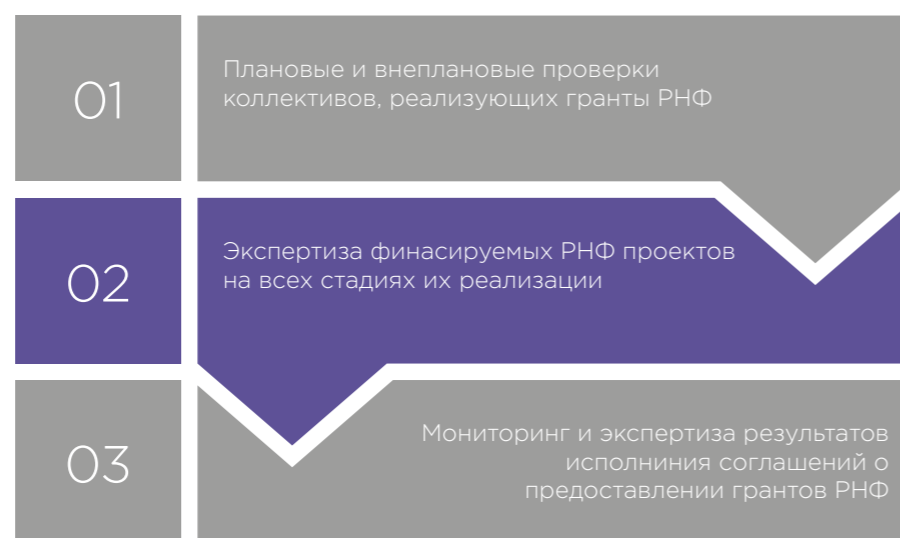 01
Плановые и внеплановые проверки
коллективов, реализующих гранты РНФ
02
Экспертиза финасируемых РНФ проектов
на всех стадиях их реализации
03
Мониторинг и экспертиза результатов
исполниния соглашений о
предоставлении грантов РНФ